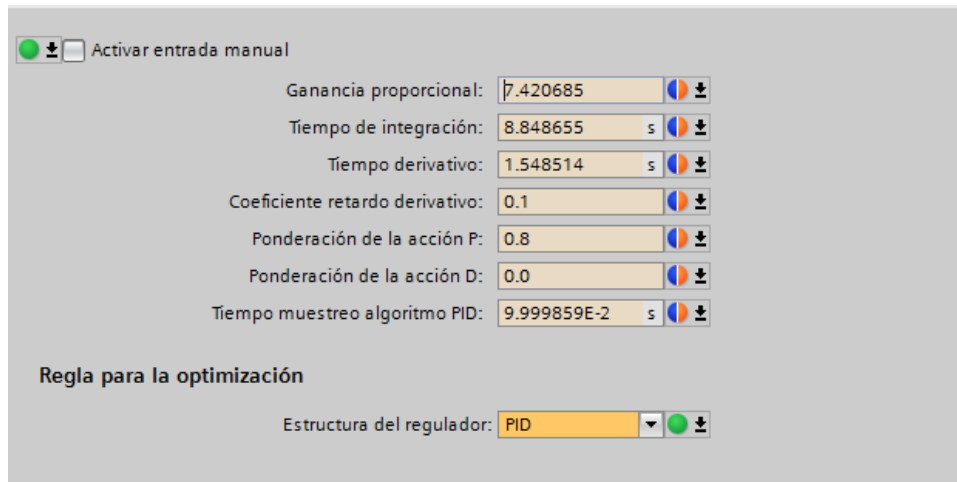 Activar entrada manual
Ganancia proporcional: 7.420685
Tiempo de integración: 8.848655 s
Tiempo derivativo: 1.548514 s
Coeficiente retardo derivativo: 0.1
Ponderación de la acción P: 0.8
Ponderación de la acción D: 0.0
Tiempo muestreo algoritmo PID: 9.999859E-2 s
Regla para la optimización
Estructura del regulador: PID